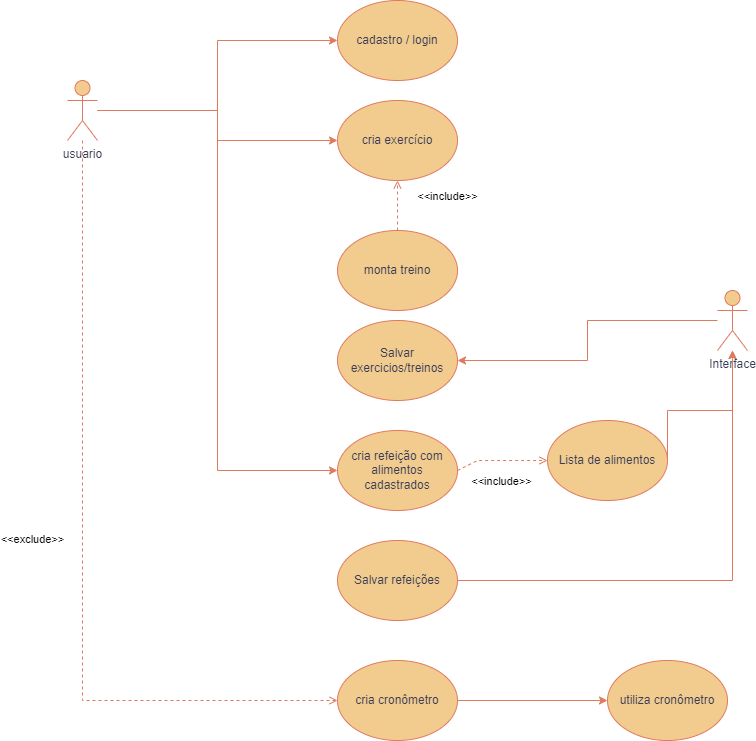 cadastro / login
usuario
cria exercício
<<include>>
monta treino
Salvar
exercicios/treinos
Interface
cria refeição com
alimentos
cadastrados
Lista de alimentos
<<include>>
<<exclude>>
Salvar refeições
cria cronômetro
utiliza cronômetro